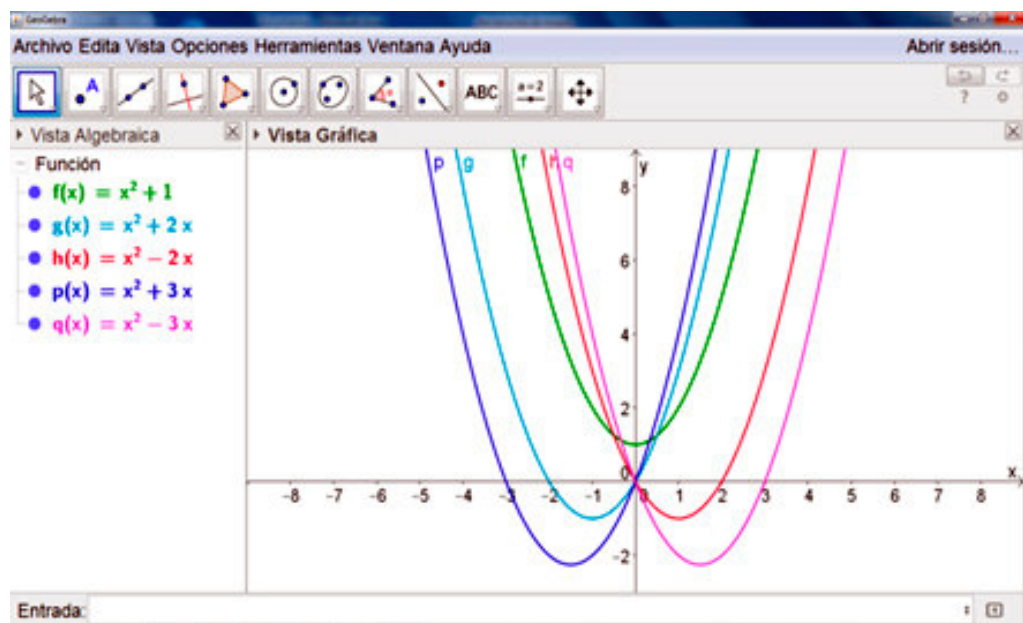 GeoGebra
Archivo Edita Vista Opciones Herramientas Ventana Ayuda
Abrir sesión...
A
ABC
a=2
?
Vista Algebraica
Vista Gráfica
Función
f(x) = x² + 1
g(x) = x² + 2 x
h(x) = x² − 2 x
p(x) = x² + 3 x
q(x) = x² − 3 x
p g f h q y
8
6
4
2
0
x
-8 -7 -6 -5 -4 -3 -2 -1 0 1 2 3 4 5 6 7 8
-2
Entrada: